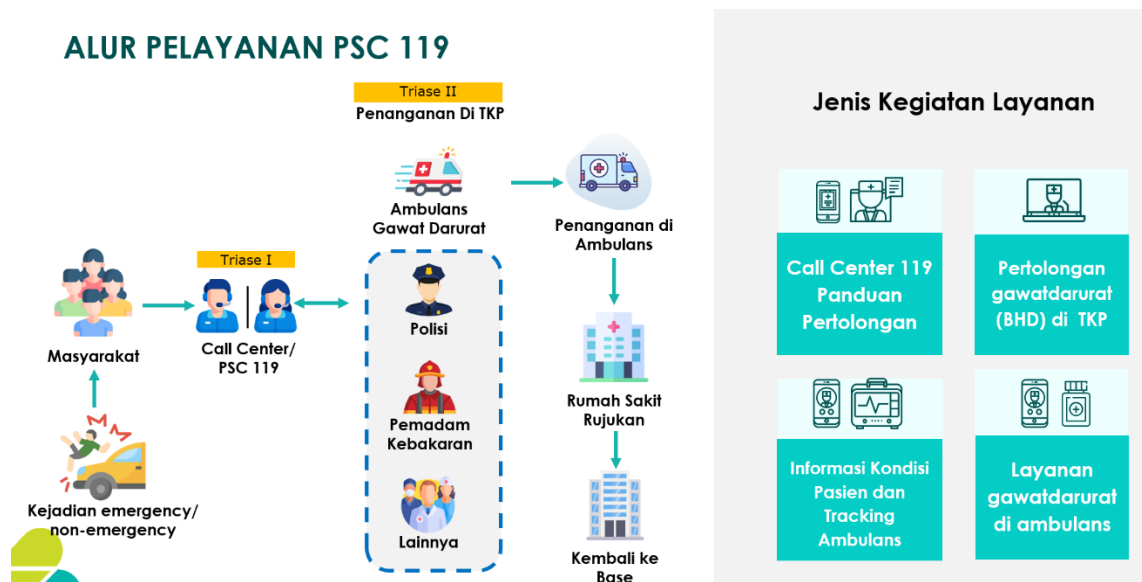 ALUR PELAYANAN PSC 119
Triase II
Penanganan Di TKP
Ambulans
Gawat Darurat
Penanganan di
Ambulans
Triase I
Masyarakat
Call Center/
PSC 119
Polisi
Pemadam
Kebakaran
Lainnya
Rumah Sakit
Rujukan
Kejadian emergency/
non-emergency
Kembali ke
Base
Jenis Kegiatan Layanan
Call Center 119
Panduan
Pertolongan
Pertolongan
gawatdarurat
(BHD) di TKP
Informasi Kondisi
Pasien dan
Tracking
Ambulans
Layanan
gawatdarurat
di ambulans